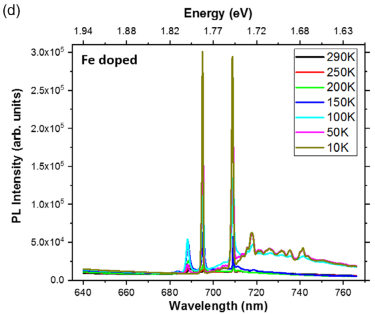 (d)
Energy (eV)
1.94 1.88 1.82 1.77 1.72 1.68 1.63
Fe doped
290K
250K
200K
150K
100K
50K
10K
3.0x10⁵
2.5x10⁵
2.0x10⁵
1.5x10⁵
1.0x10⁵
5.0x10⁴
0.0
PL Intensity (arb. units)
640 660 680 700 720 740 760
Wavelength (nm)